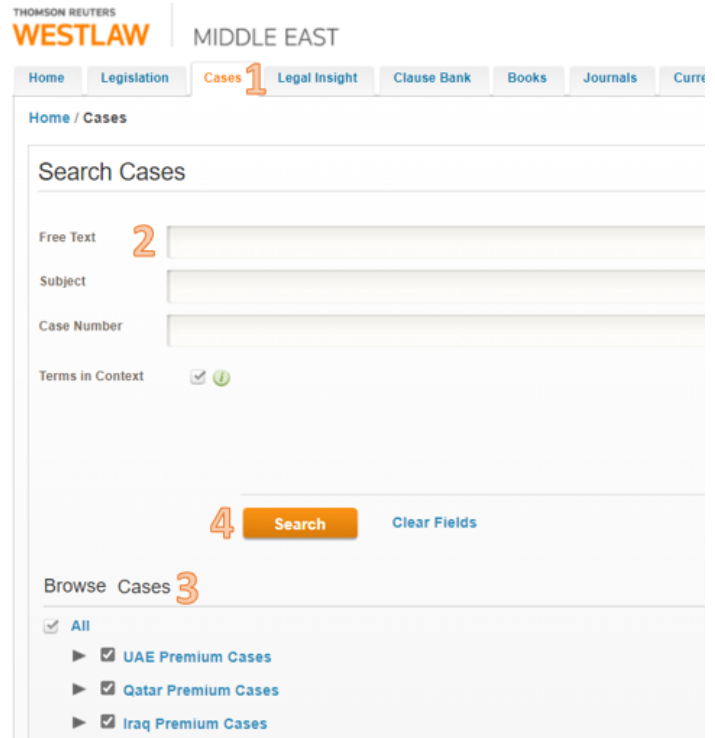 THOMSON REUTERS
WESTLAW MIDDLE EAST
Home Legislation Cases 1 Legal Insight Clause Bank Books Journals Curre
Home / Cases
Search Cases
Free Text 2
Subject
Case Number
Terms in Context i
4 Search Clear Fields
Browse Cases 3
All
UAE Premium Cases
Qatar Premium Cases
Iraq Premium Cases